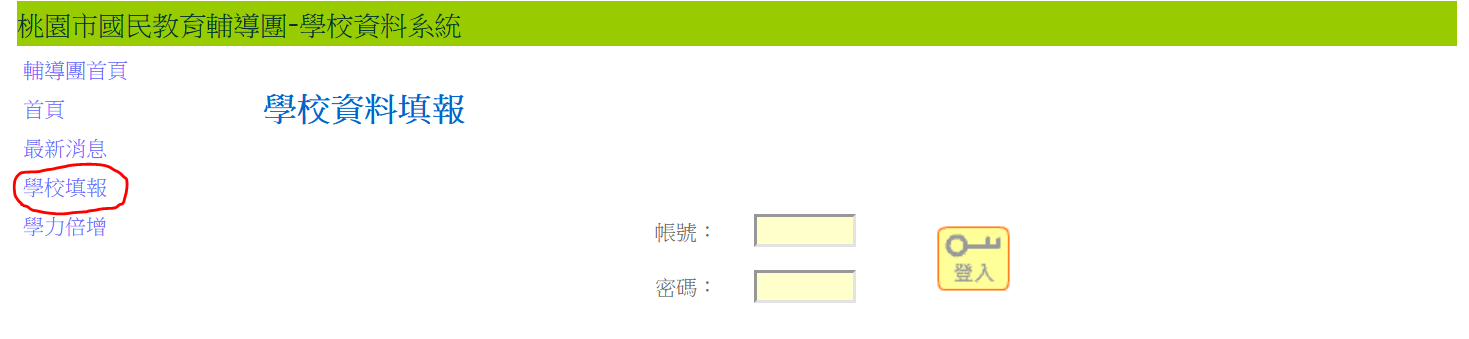 桃園市國民教育輔導團-學校資料系統
輔導團首頁
首頁
最新消息
學校填報
學力倍增
學校資料填報
帳號：
密碼：
登入